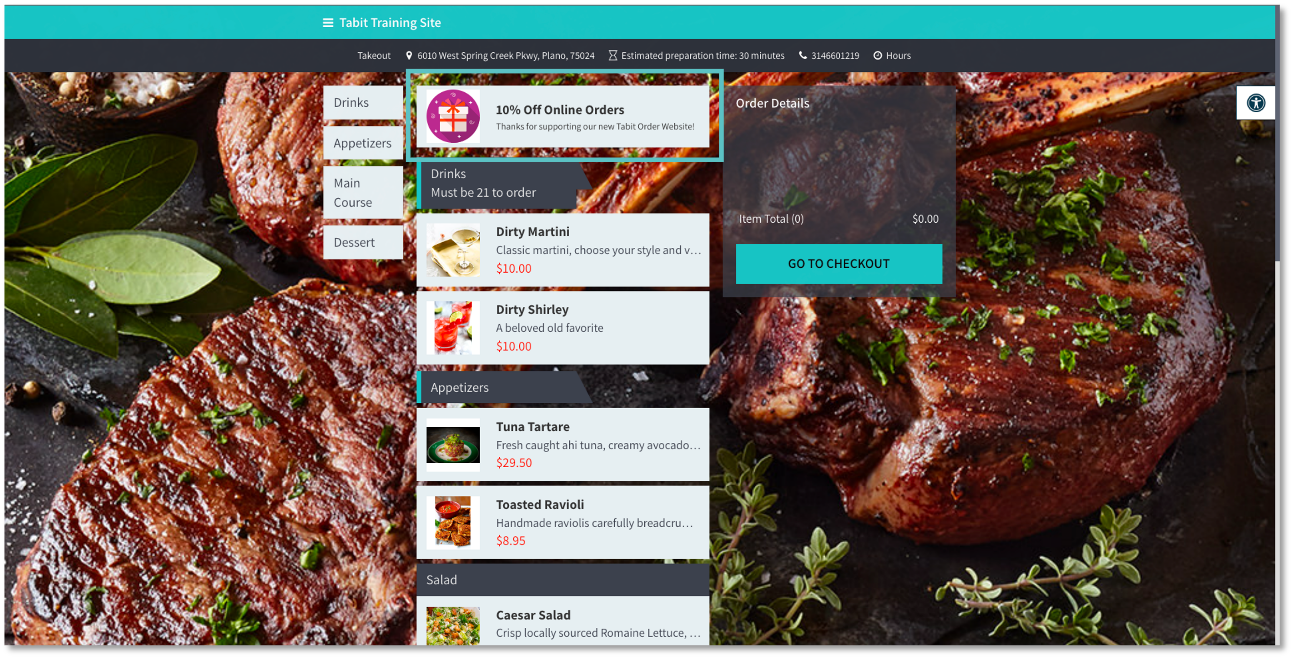 Tabit Training Site
Takeout 6010 West Spring Creek Pkwy, Plano, 75024 Estimated preparation time: 30 minutes 3146601219 Hours
Drinks
Appetizers
Main
Course
Dessert
10% Off Online Orders
Thanks for supporting our new Tabit Order Website!
Drinks
Must be 21 to order
Dirty Martini
Classic martini, choose your style and v…
$10.00
Dirty Shirley
A beloved old favorite
$10.00
Appetizers
Tuna Tartare
Fresh caught ahi tuna, creamy avocado…
$29.50
Toasted Ravioli
Handmade raviolis carefully breadcru…
$8.95
Salad
Caesar Salad
Crisp locally sourced Romaine Lettuce, …
Order Details
Item Total (0) $0.00
GO TO CHECKOUT